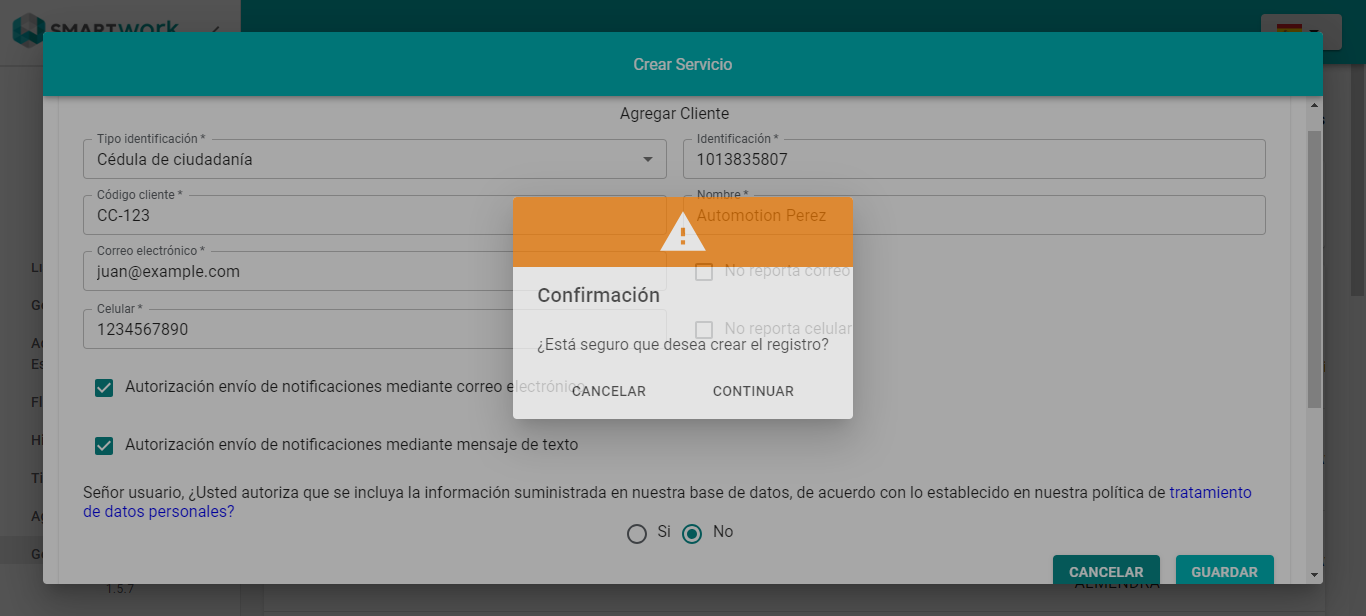 SMARTWORK
Crear Servicio
Agregar Cliente
Tipo identificación *
Cédula de ciudadanía
Identificación *
1013835807
Código cliente *
CC-123
Nombre *
Automotion Perez
Correo electrónico *
juan@example.com
No reporta correo
Celular *
1234567890
No reporta celular
Confirmación
¿Está seguro que desea crear el registro?
CANCELAR
CONTINUAR
Autorización envío de notificaciones mediante correo electrónico
Autorización envío de notificaciones mediante mensaje de texto
Señor usuario, ¿Usted autoriza que se incluya la información suministrada en nuestra base de datos, de acuerdo con lo establecido en nuestra política de tratamiento
de datos personales?
Si
No
CANCELAR
GUARDAR
ALMENDRA
1.5.7